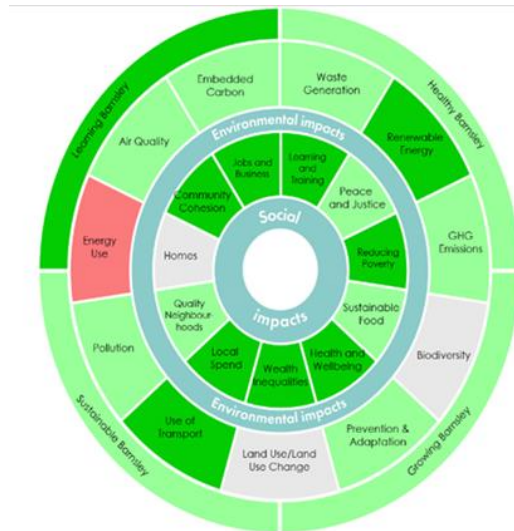 Learning Barnsley
Healthy Barnsley
Embedded
Carbon
Waste
Generation
Air Quality
Environmental impacts
Renewable
Energy
Jobs and
Business
Learning and
Training
Community
Cohesion
Peace
and Justice
Energy
Use
Homes
Social
impacts
Reducing
Poverty
GHG
Emissions
Quality
Neighbour-
hoods
Sustainable
Food
Pollution
Local
Spend
Wealth
Inequalities
Health and
Wellbeing
Biodiversity
Environmental impacts
Use of
Transport
Land Use/Land
Use Change
Prevention &
Adaptation
Sustainable Barnsley
Growing Barnsley